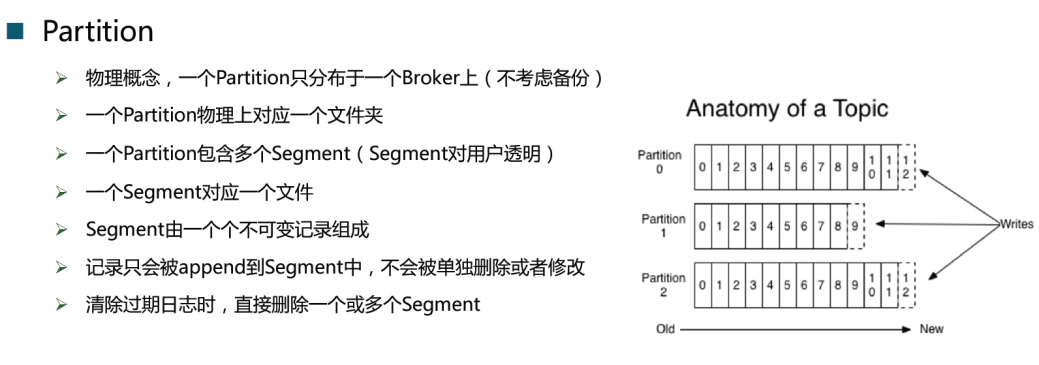 Partition
物理概念，一个Partition只分布于一个Broker上（不考虑备份）
一个Partition物理上对应一个文件夹
一个Partition包含多个Segment（Segment对用户透明）
一个Segment对应一个文件
Segment由一个个不可变记录组成
记录只会被append到Segment中，不会被单独删除或者修改
清除过期日志时，直接删除一个或多个Segment
Anatomy of a Topic
Partition 0
0 1 2 3 4 5 6 7 8 9 10 11 12
Partition 1
0 1 2 3 4 5 6 7 8 9
Writes
Partition 2
0 1 2 3 4 5 6 7 8 9 10 11 12
Old
New